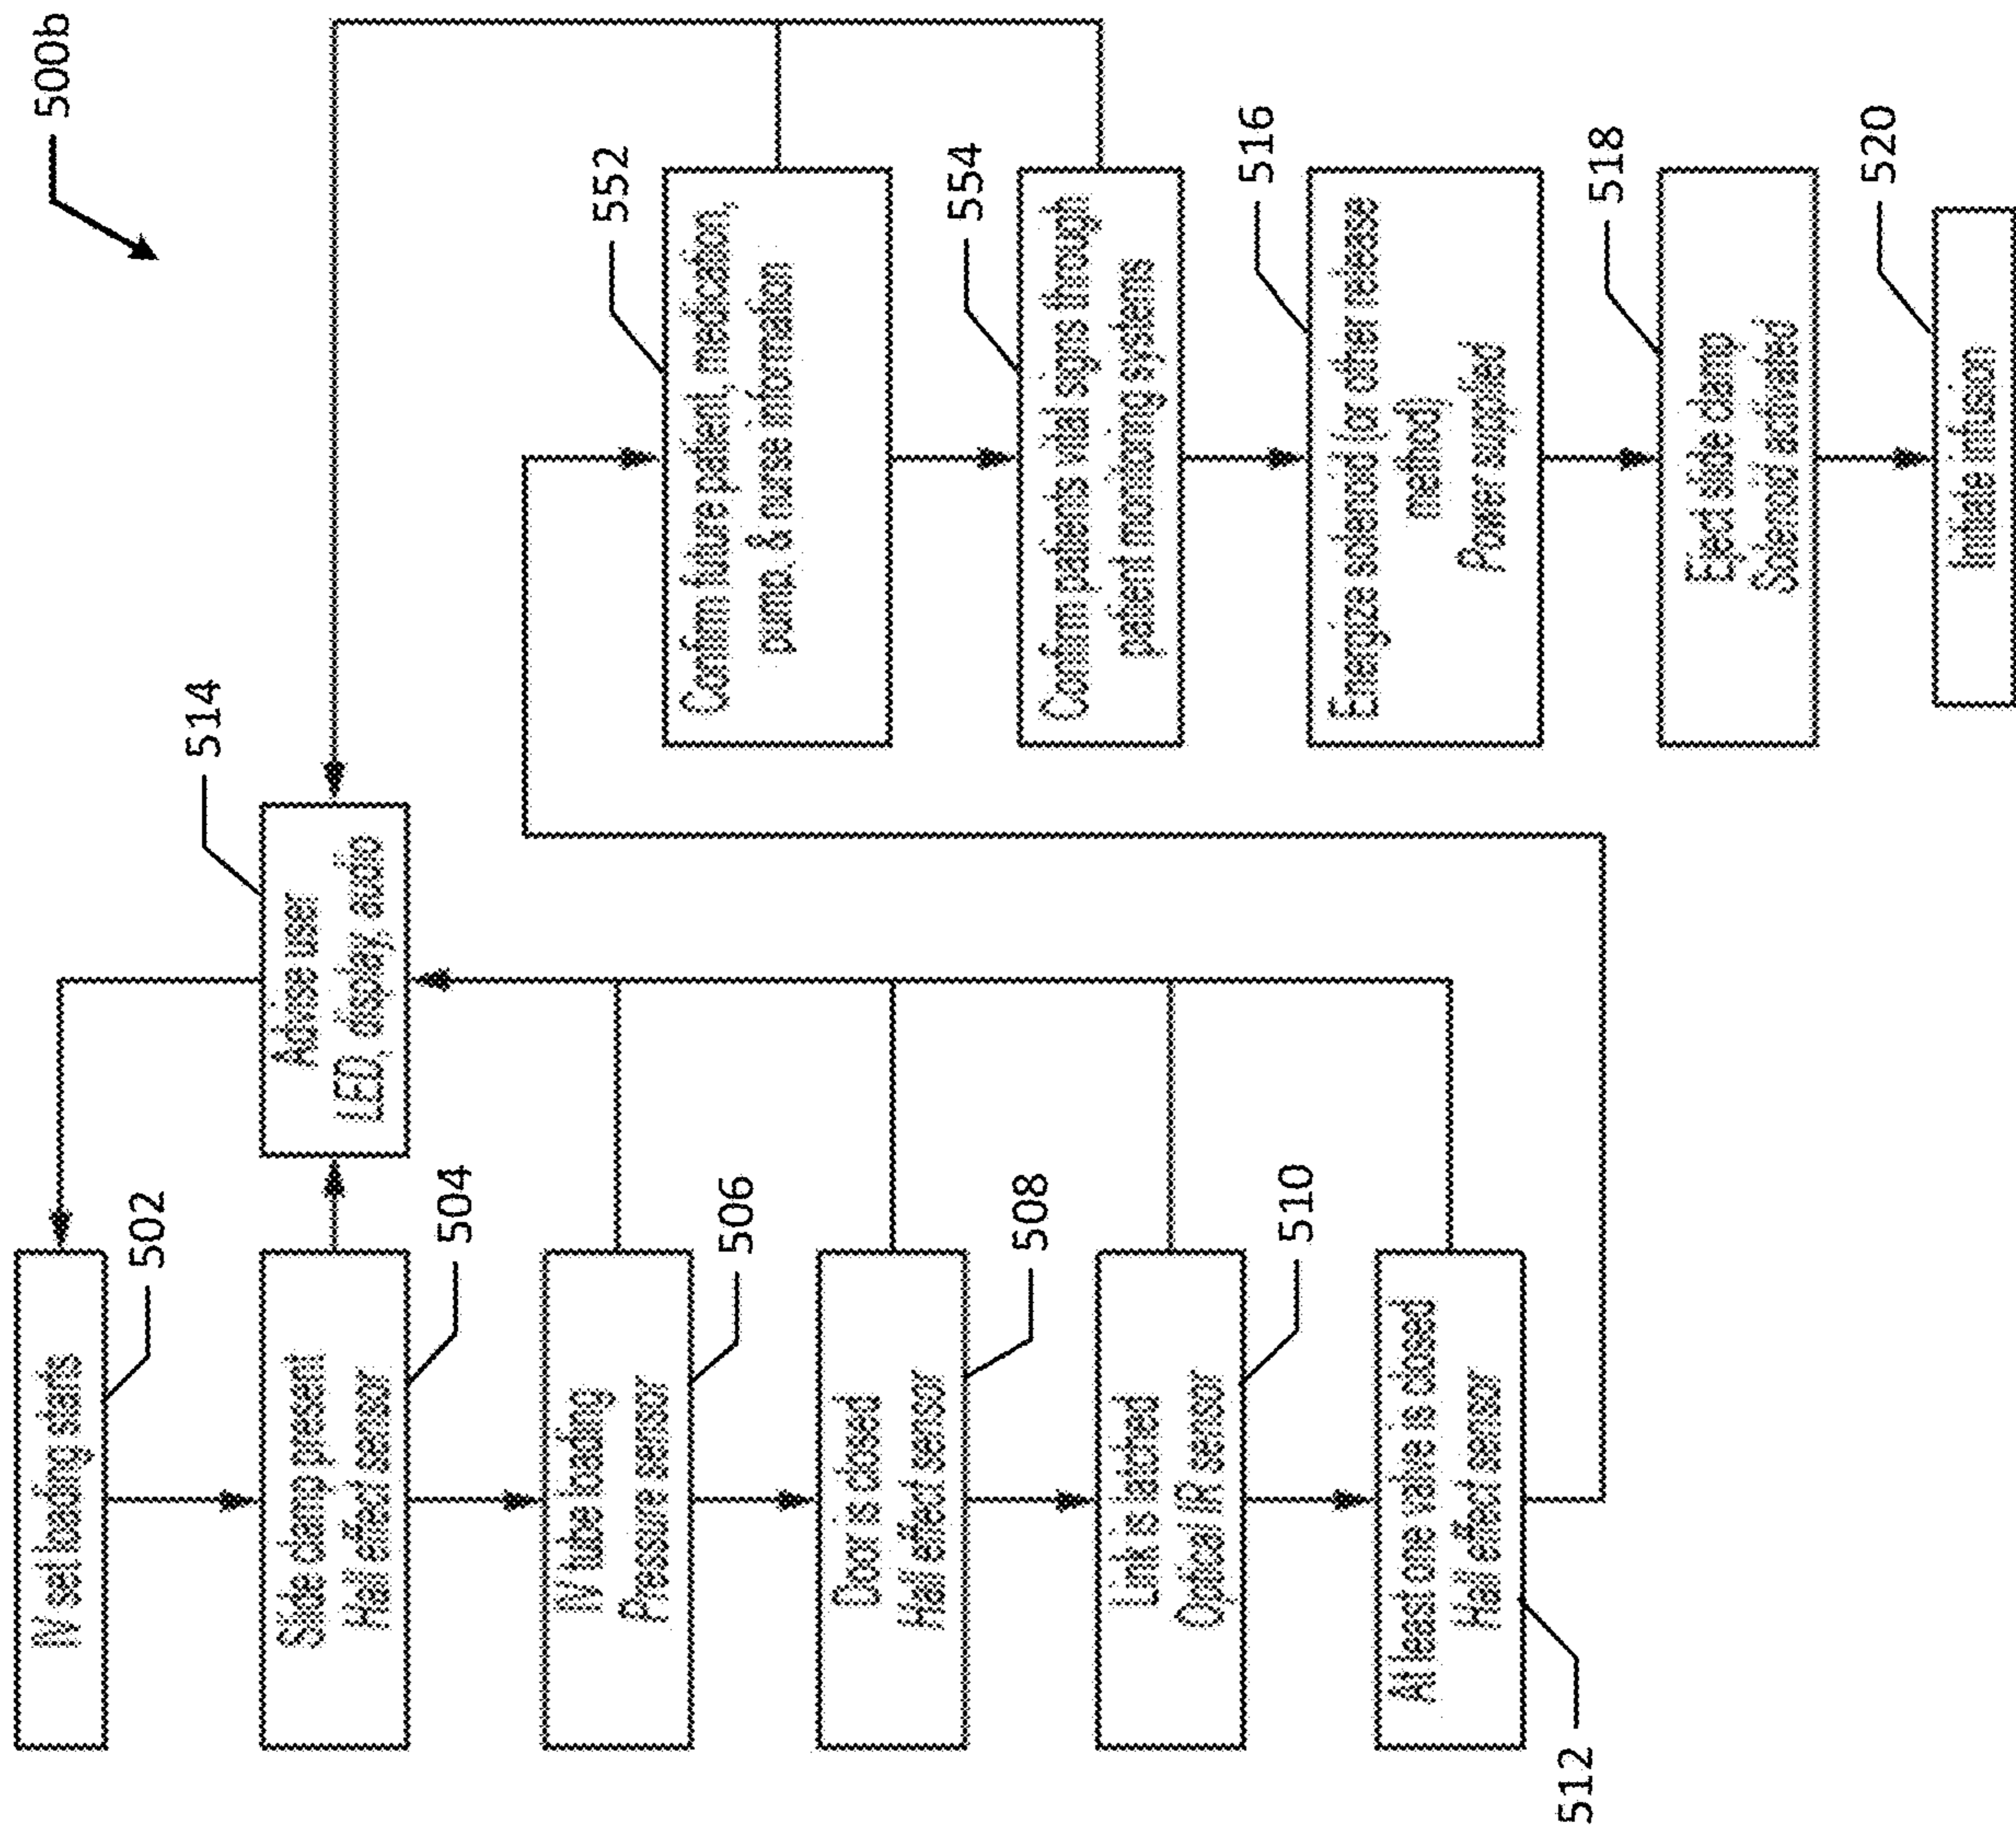 500b
IV set loading starts
502
Slide clamp present
Hall effect sensor
504
IV tube loading
Pressure sensor
506
Door is closed
Hall effect sensor
508
Link is latched
Optical IR sensor
510
At least one value is closed
Hall effect sensor
512
Advise user
LED, display, audio
514
Confirm future patient, medication,
pump, & nurse information
552
Confirm patients vital signs through
patient monitoring systems
554
Energize solenoid (or other release
method)
Power supplied
516
Eject slide clamp
Solenoid activated
518
Initiate infusion
520